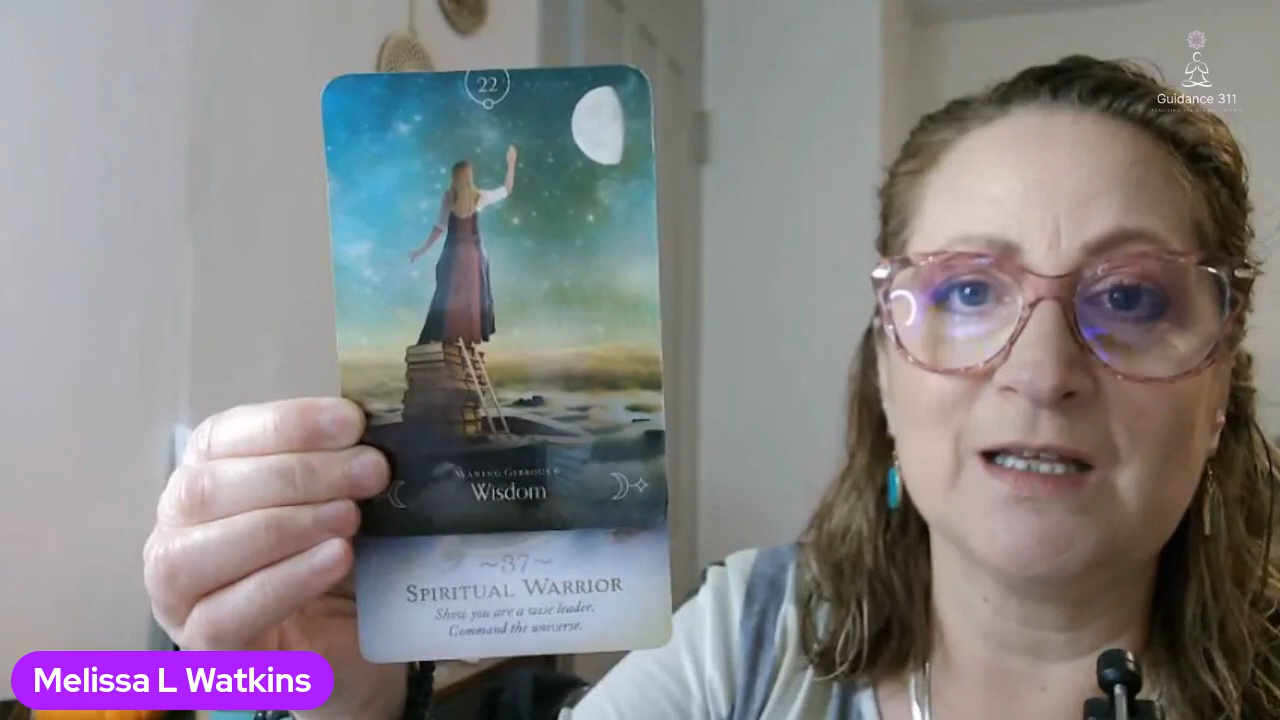 22
Waning Gibbous 6
Wisdom
~37~
Spiritual Warrior
Show you are a wise leader.
Command the universe.
Guidance 311
Melissa L Watkins